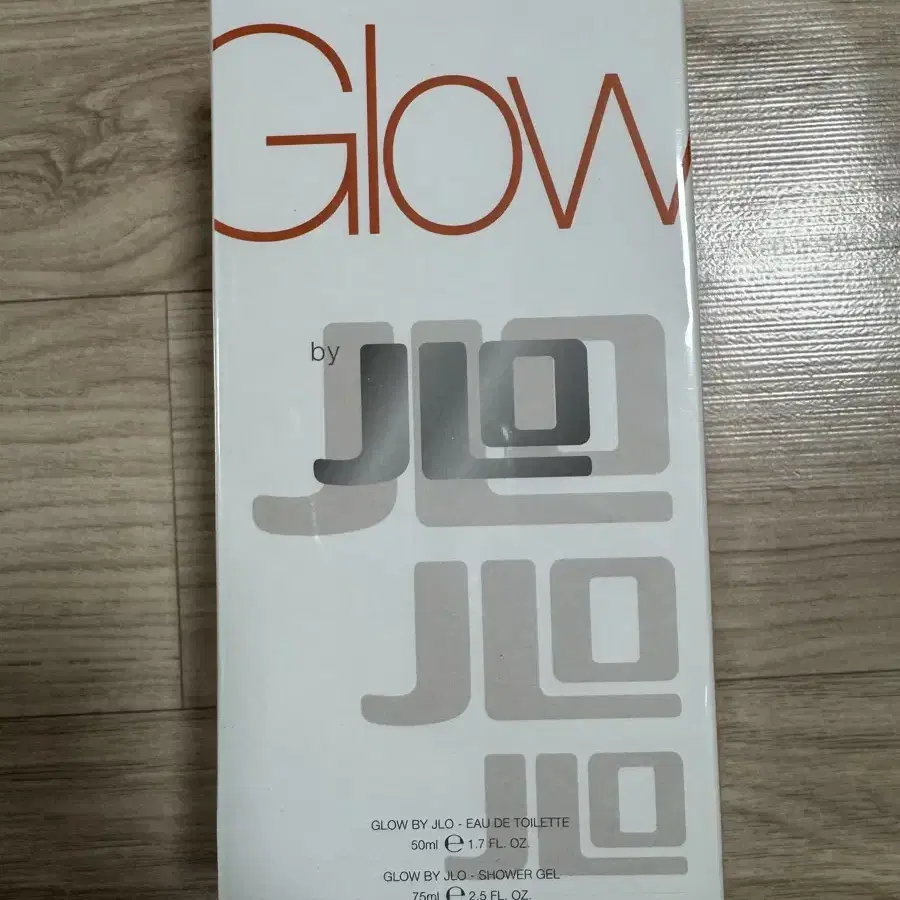 Glow
by JLO
JLO
JLO
JLO
GLOW BY JLO - EAU DE TOILETTE
50ml ℮ 1.7 FL. OZ.
GLOW BY JLO - SHOWER GEL
75ml ℮ 2.5 FL. OZ.